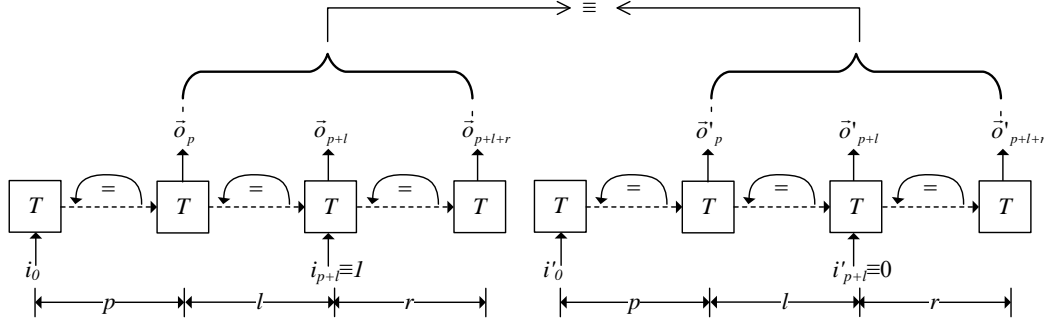 ≡
o⃗ₚ o⃗ₚ₊ₗ o⃗ₚ₊ₗ₊ᵣ o⃗'ₚ o⃗'ₚ₊ₗ o⃗'ₚ₊ₗ₊ᵣ
= = = = = =
T T T T T T T T
i₀ iₚ₊ₗ≡1 i'₀ i'ₚ₊ₗ≡0
p l r p l r